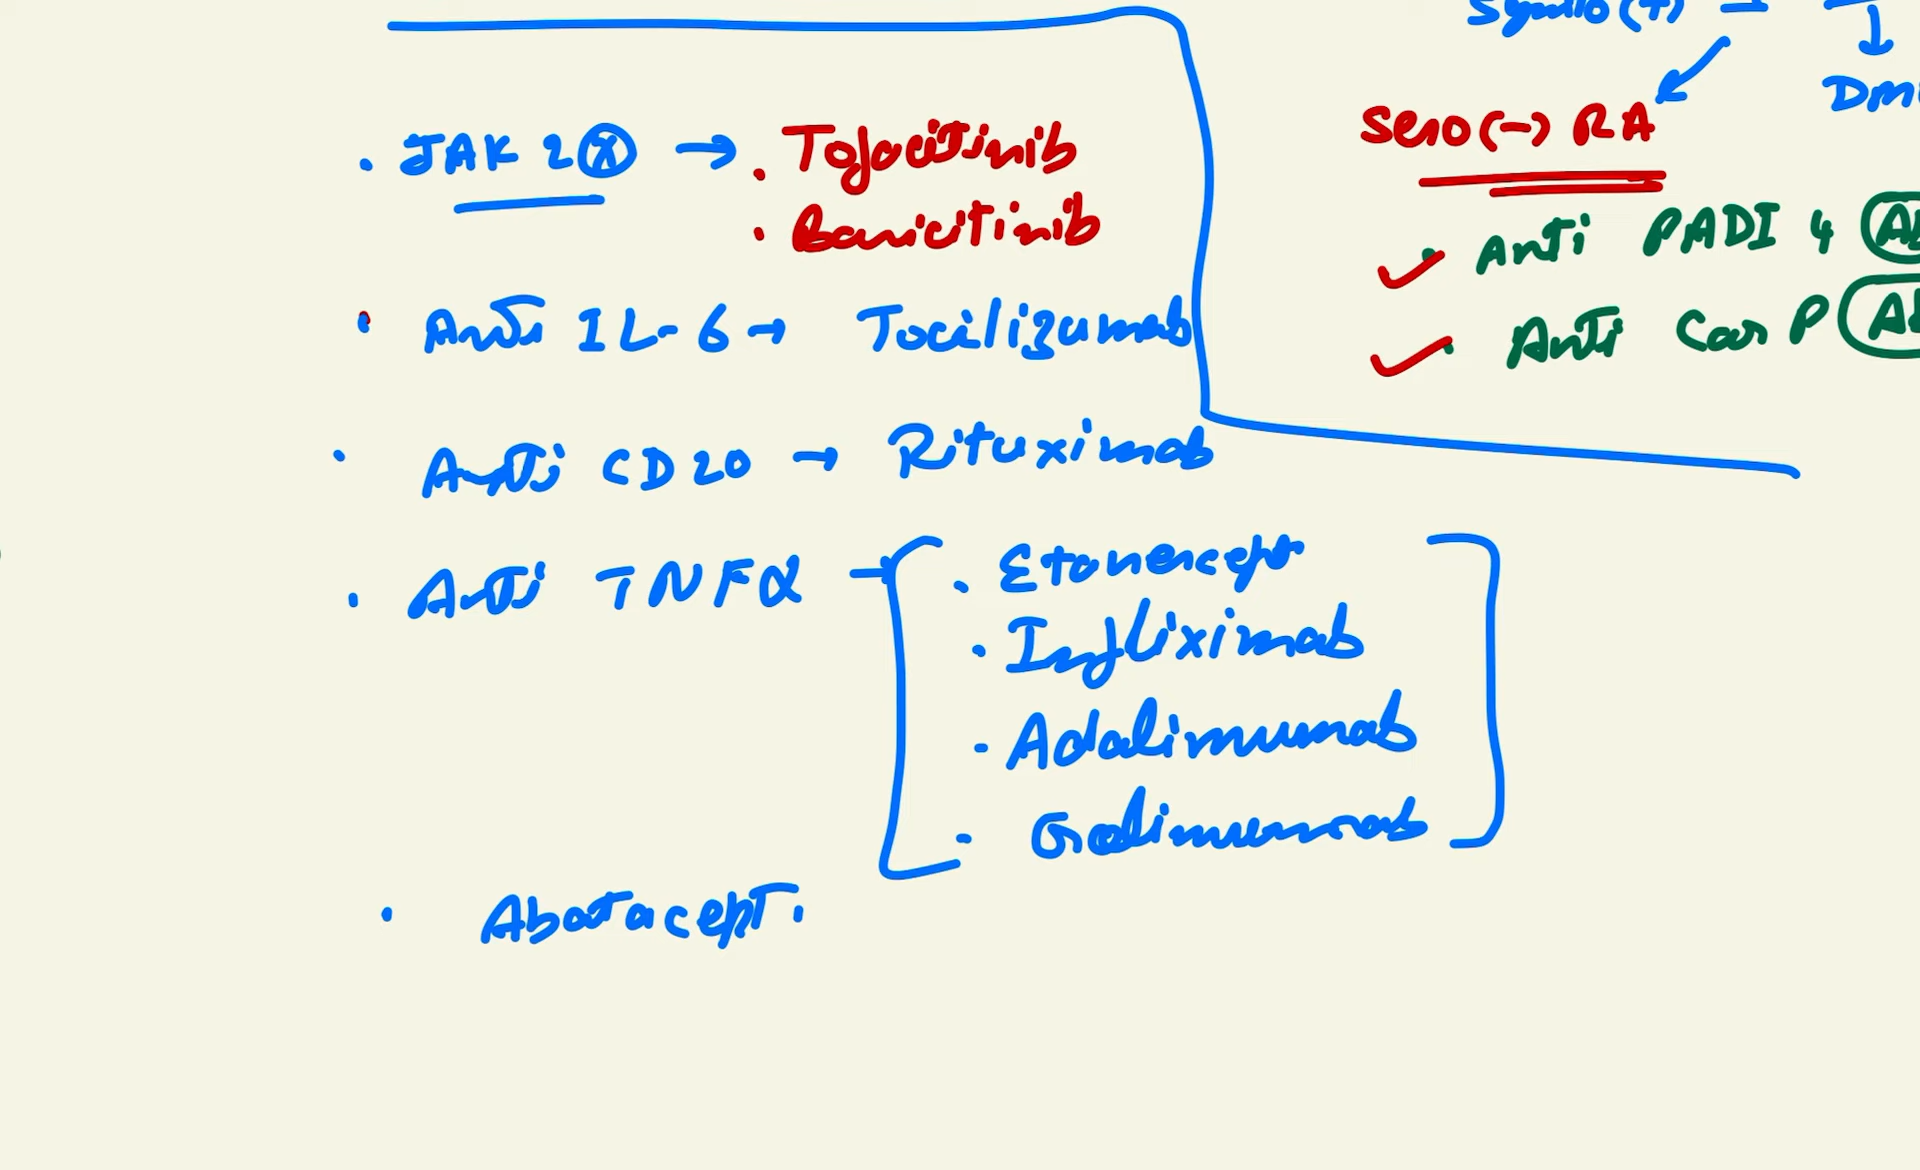 • JAK 2 (x) → • Tofacitinib
• Baricitinib
• Anti IL-6 → Tocilizumab
• Anti CD20 → Rituximab
• Anti TNFα → • Etanercept
• Infliximab
• Adalimumab
• Golimumab
• Abatacept.
Sero(-) RA
Anti PADI 4
Anti Car P